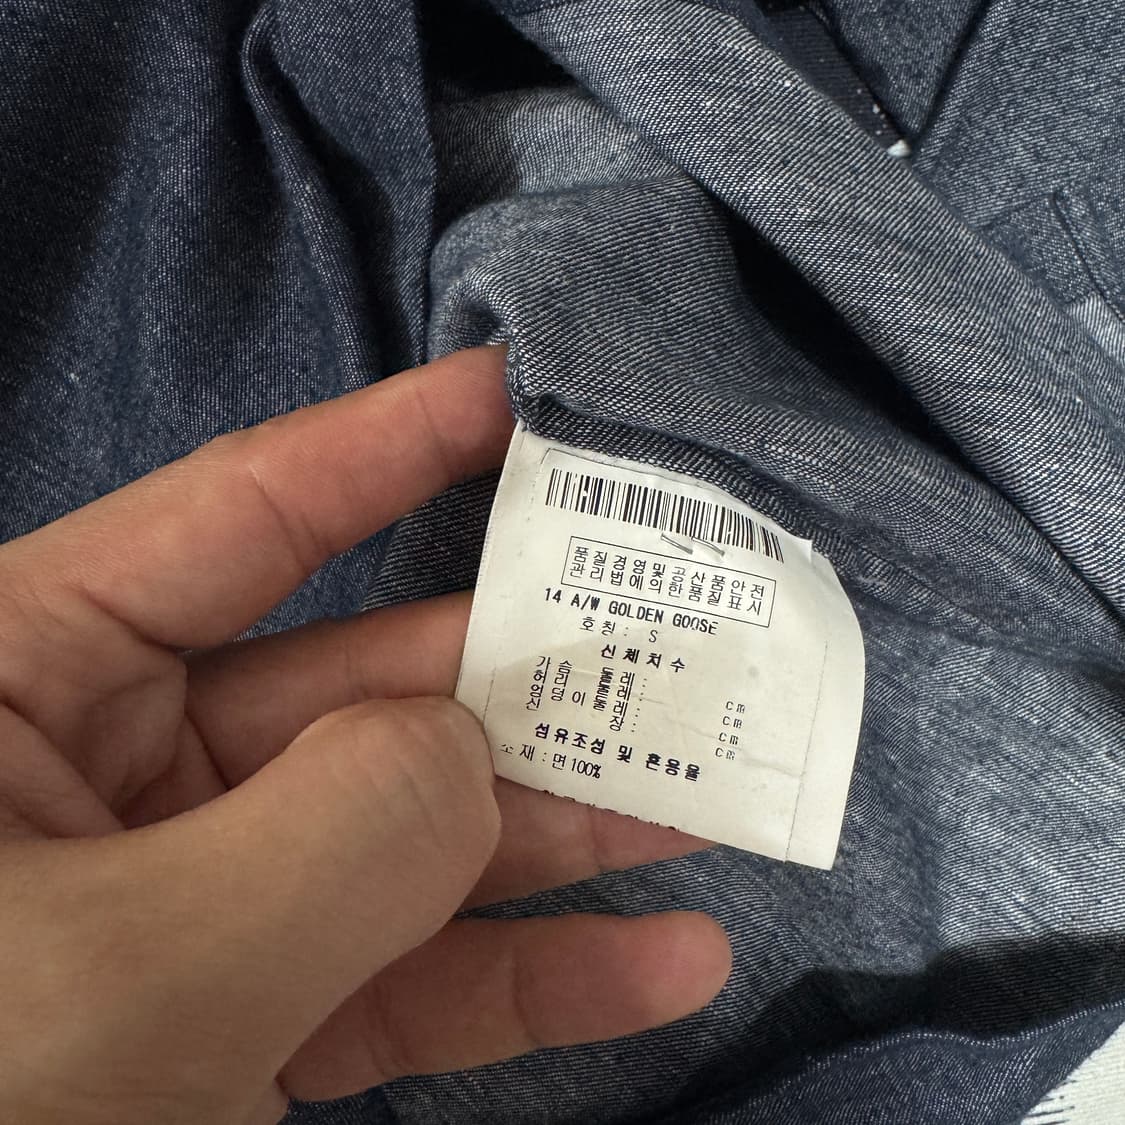 품질경영및공산품안전
관리법에의한품질표시
14 A/W GOLDEN GOOSE
호칭 : S
신체치수
가슴 둘레 : cm
허리 둘레 : cm
엉덩이둘레 : cm
신 장 : cm
섬유조성 및 혼용율
소재 : 면 100%